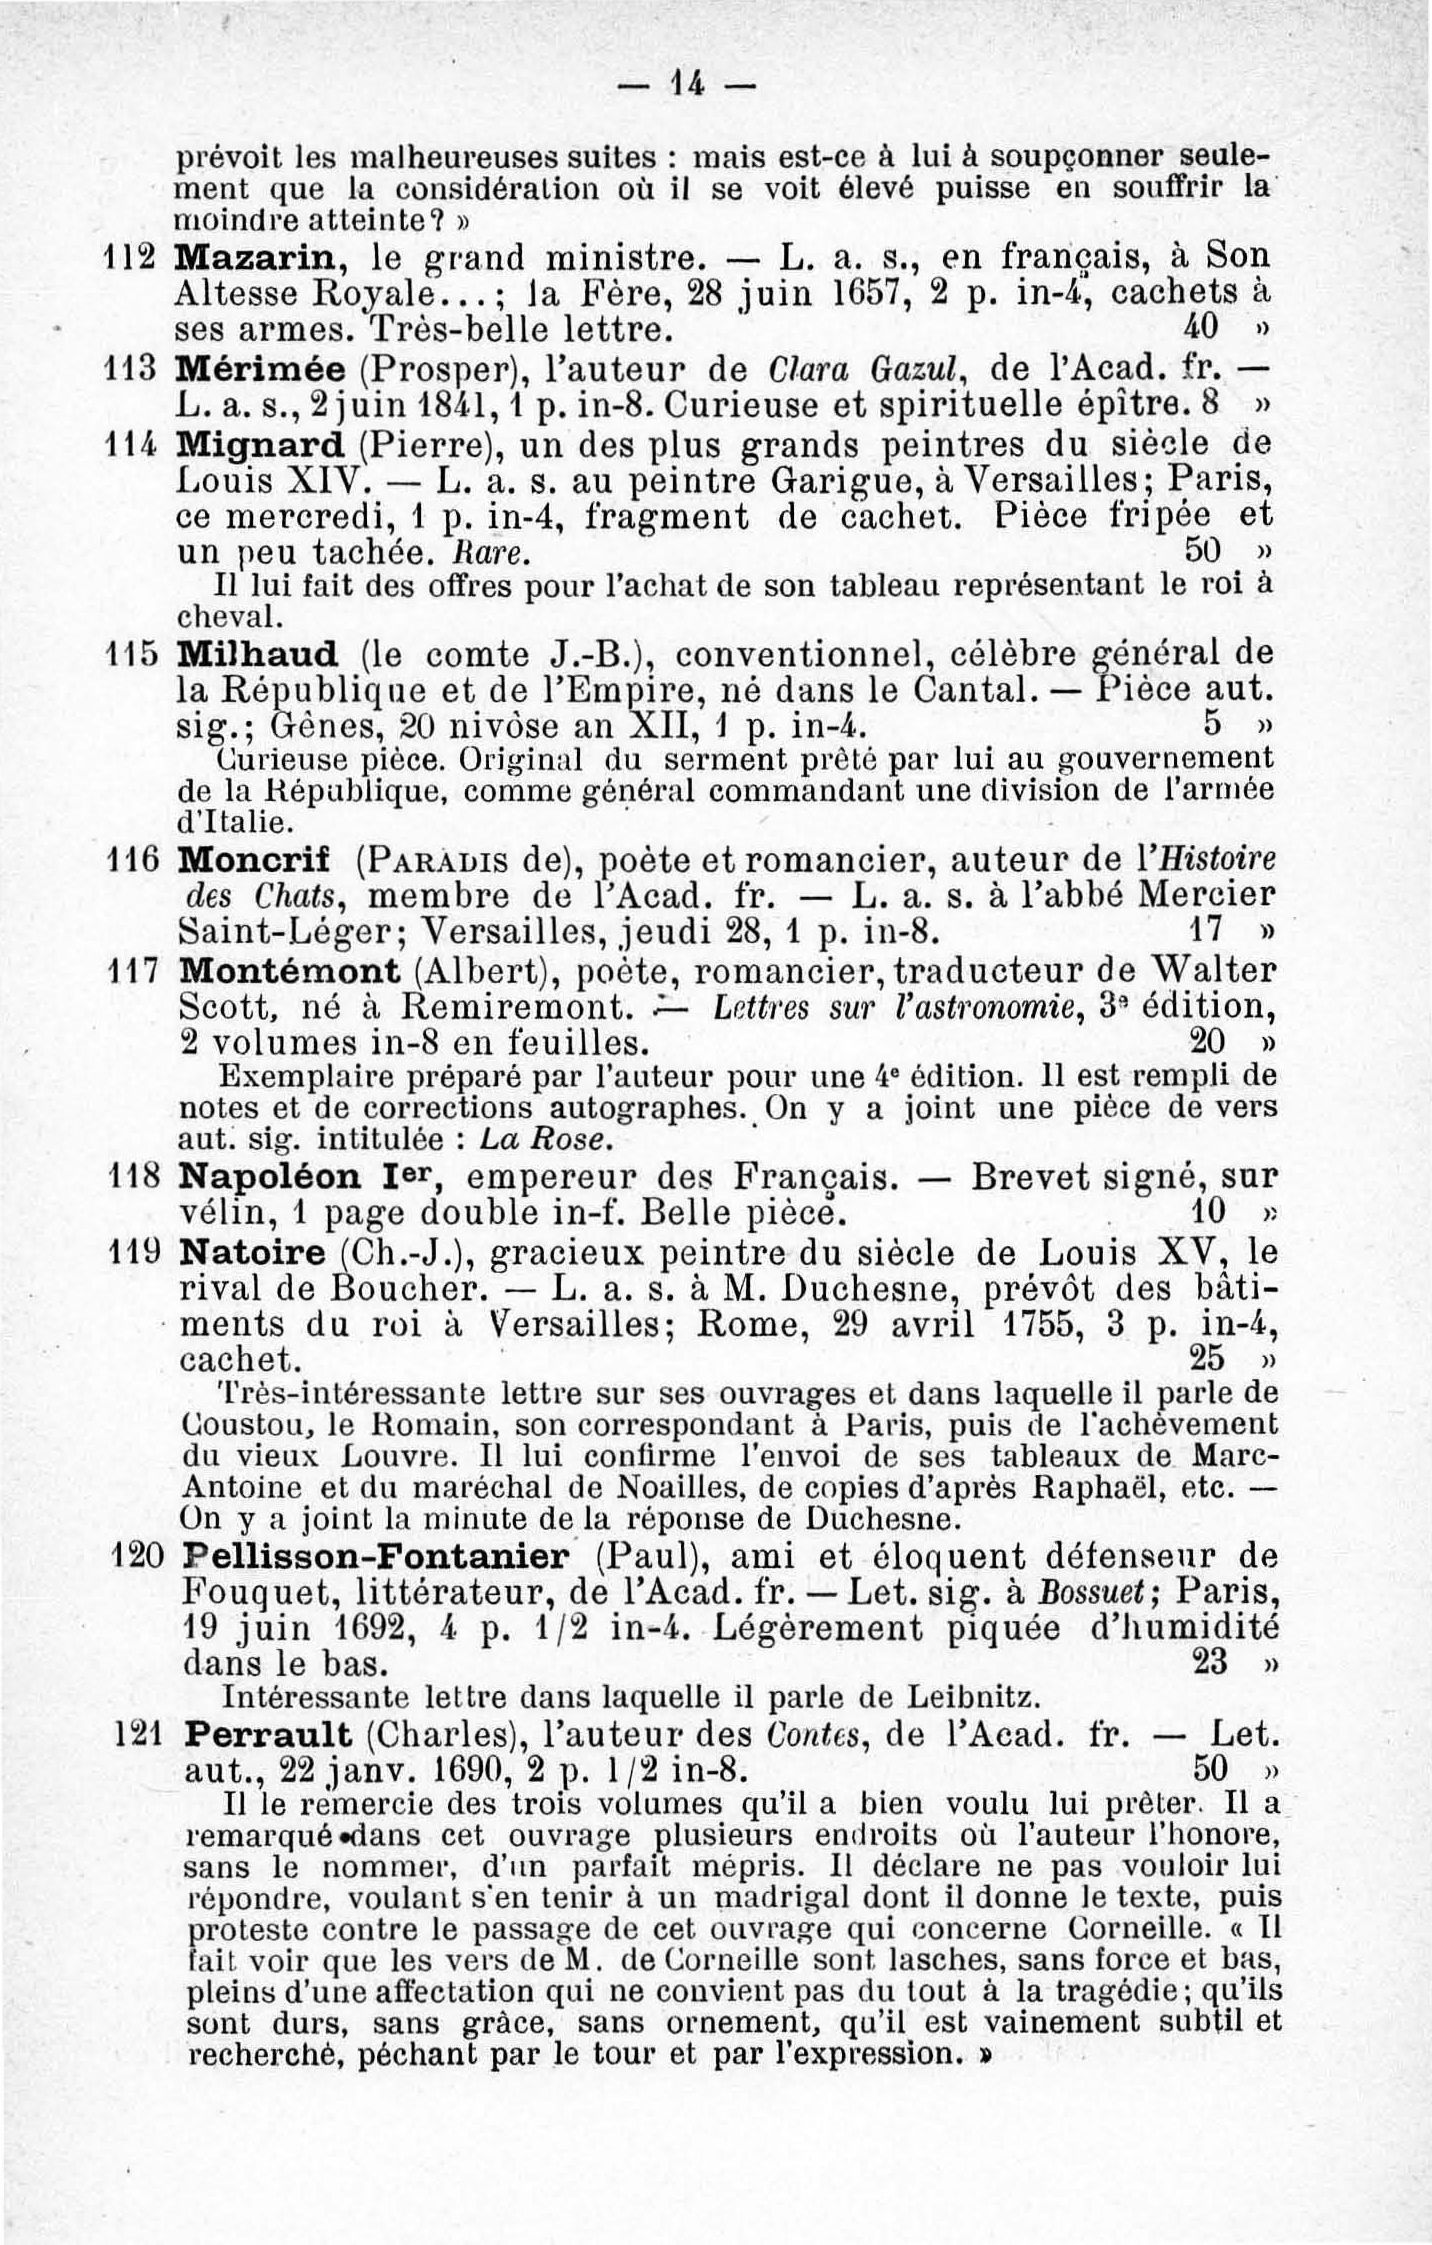 — 14 —
prévoit les malheureuses suites : mais est-ce à lui à soupçonner seule-
ment que la considération où il se voit élevé puisse en souffrir la
moindre atteinte ? »
112 Mazarin, le grand ministre. — L. a. s., en français, à Son
Altesse Royale...; la Fère, 28 juin 1657, 2 p. in-4, cachets à
ses armes. Très-belle lettre. 40 »
113 Mérimée (Prosper), l'auteur de Clara Gazul, de l'Acad. fr. —
L. a. s., 2 juin 1841, 1 p. in-8. Curieuse et spirituelle épître. 8 »
114 Mignard (Pierre), un des plus grands peintres du siècle de
Louis XIV. — L. a. s. au peintre Garigue, à Versailles; Paris,
ce mercredi, 1 p. in-4, fragment de cachet. Pièce fripée et
un peu tachée. Rare. 50 »
Il lui fait des offres pour l'achat de son tableau représentant le roi à
cheval.
115 Milhaud (le comte J.-B.), conventionnel, célèbre général de
la République et de l'Empire, né dans le Cantal. — Pièce aut.
sig.; Gênes, 20 nivôse an XII, 1 p. in-4. 5 »
Curieuse pièce. Original du serment prêté par lui au gouvernement
de la République, comme général commandant une division de l'armée
d'Italie.
116 Moncrif (PARADIS de), poète et romancier, auteur de l'Histoire
des Chats, membre de l'Acad. fr. — L. a. s. à l'abbé Mercier
Saint-Léger; Versailles, jeudi 28, 1 p. in-8. 17 »
117 Montémont (Albert), poète, romancier, traducteur de Walter
Scott, né à Remiremont. — Lettres sur l'astronomie, 3e édition,
2 volumes in-8 en feuilles. 20 »
Exemplaire préparé par l'auteur pour une 4e édition. Il est rempli de
notes et de corrections autographes. On y a joint une pièce de vers
aut. sig. intitulée : La Rose.
118 Napoléon Ier, empereur des Français. — Brevet signé, sur
vélin, 1 page double in-f. Belle pièce. 10 »
119 Natoire (Ch.-J.), gracieux peintre du siècle de Louis XV, le
rival de Boucher. — L. a. s. à M. Duchesne, prévôt des bâti-
ments du roi à Versailles; Rome, 29 avril 1755, 3 p. in-4,
cachet. 25 »
Très-intéressante lettre sur ses ouvrages et dans laquelle il parle de
Coustou, le Romain, son correspondant à Paris, puis de l'achèvement
du vieux Louvre. Il lui confirme l'envoi de ses tableaux de Marc-
Antoine et du maréchal de Noailles, de copies d'après Raphaël, etc. —
On y a joint la minute de la réponse de Duchesne.
120 Pellisson-Fontanier (Paul), ami et éloquent défenseur de
Fouquet, littérateur, de l'Acad. fr. — Let. sig. à Bossuet; Paris,
19 juin 1692, 4 p. 1/2 in-4. Légèrement piquée d'humidité
dans le bas. 23 »
Intéressante lettre dans laquelle il parle de Leibnitz.
121 Perrault (Charles), l'auteur des Contes, de l'Acad. fr. — Let.
aut., 22 janv. 1690, 2 p. 1/2 in-8. 50 »
Il le remercie des trois volumes qu'il a bien voulu lui prêter. Il a
remarqué dans cet ouvrage plusieurs endroits où l'auteur l'honore,
sans le nommer, d'un parfait mépris. Il déclare ne pas vouloir lui
répondre, voulant s'en tenir à un madrigal dont il donne le texte, puis
proteste contre le passage de cet ouvrage qui concerne Corneille. « Il
fait voir que les vers de M. de Corneille sont lasches, sans force et bas,
pleins d'une affectation qui ne convient pas du tout à la tragédie; qu'ils
sont durs, sans grâce, sans ornement, qu'il est vainement subtil et
recherché, péchant par le tour et par l'expression. »